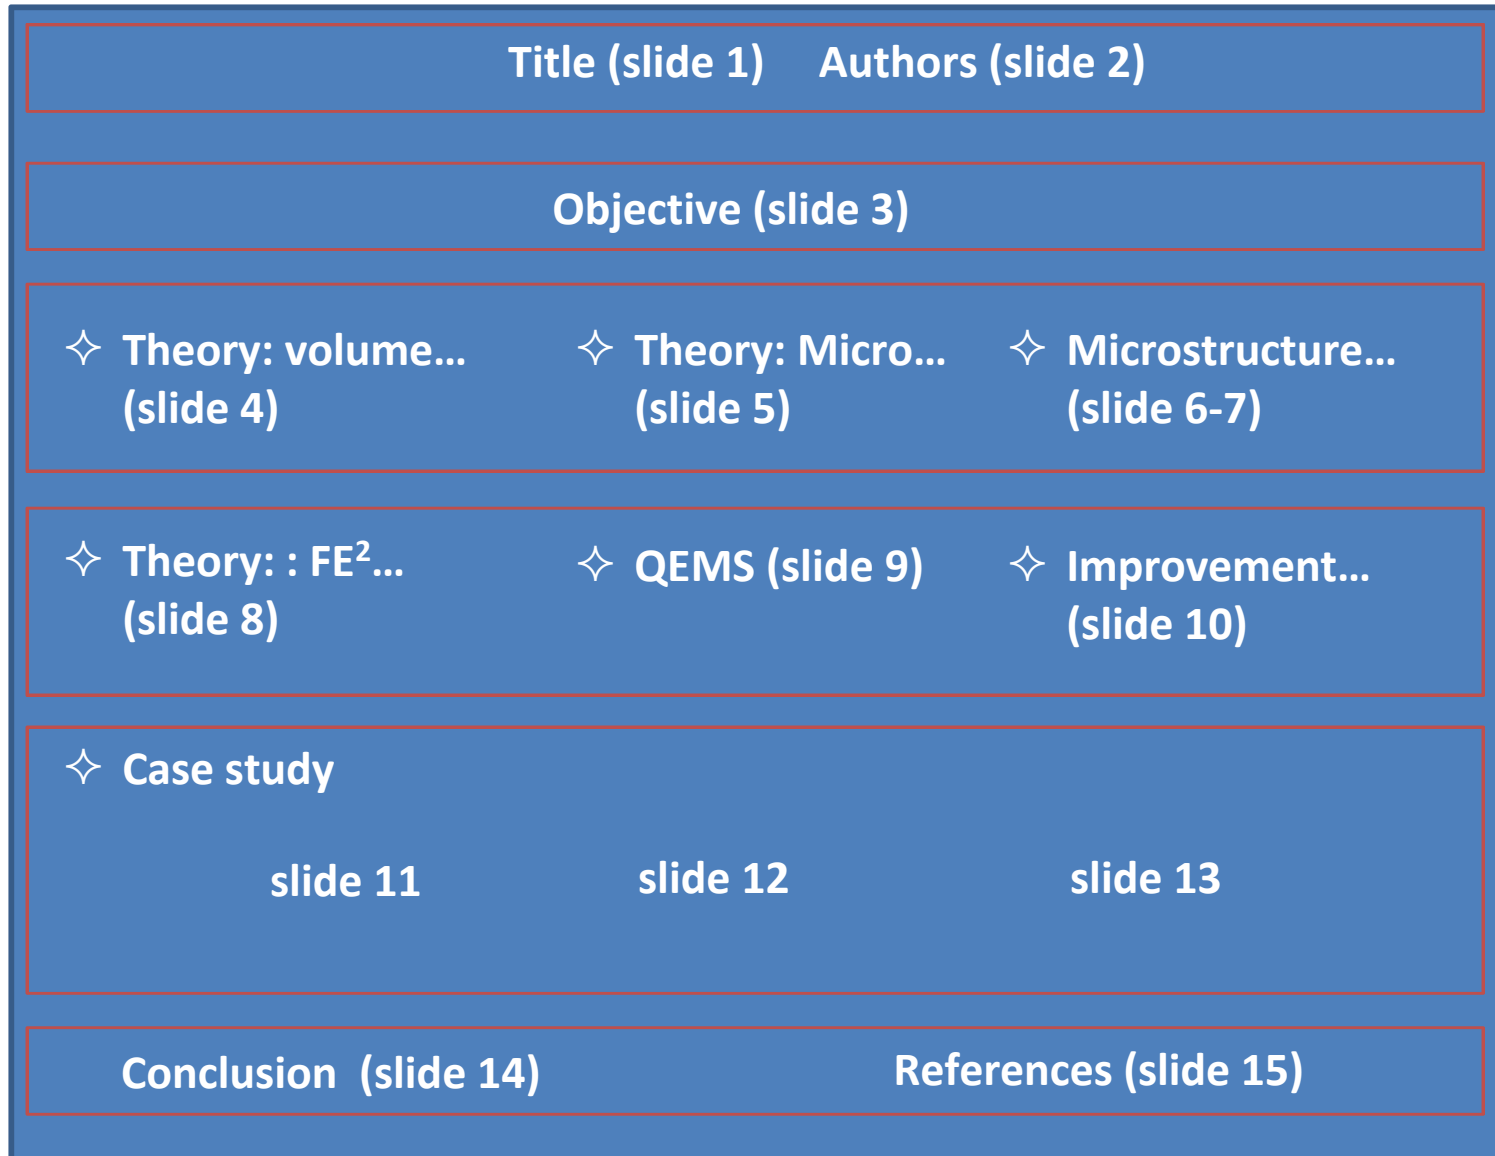 Title (slide 1) Authors (slide 2)
Objective (slide 3)
✧ Theory: volume…
(slide 4)
✧ Theory: Micro…
(slide 5)
✧ Microstructure…
(slide 6-7)
✧ Theory: : FE²…
(slide 8)
✧ QEMS (slide 9)
✧ Improvement…
(slide 10)
✧ Case study
slide 11
slide 12
slide 13
Conclusion (slide 14)
References (slide 15)